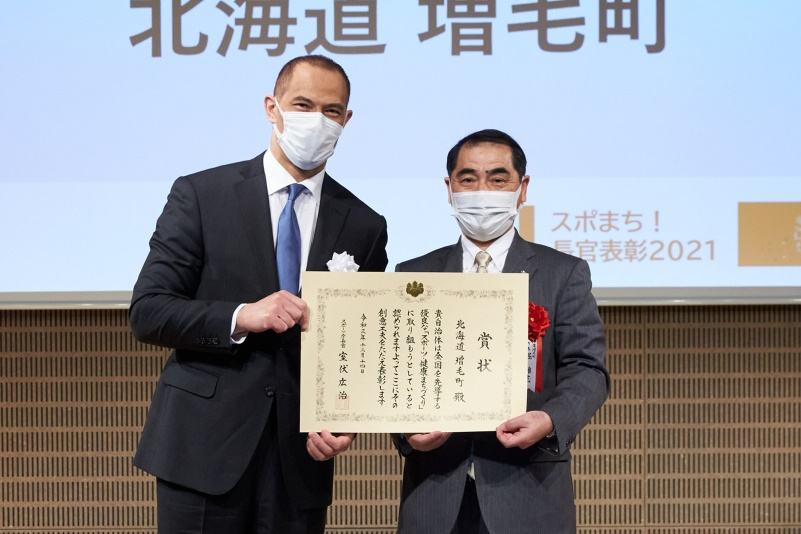 北海道 増毛町
スポまち!
長官表彰2021
賞状
北海道 増毛町 殿
貴自治体は全国を先導する
優良な「スポーツ・健康まちづくり」
に取り組もうとしていると
認められますよってここにその
創意工夫をたたえ表彰します
令和三年十二月十四日
スポーツ庁長官 室伏広治